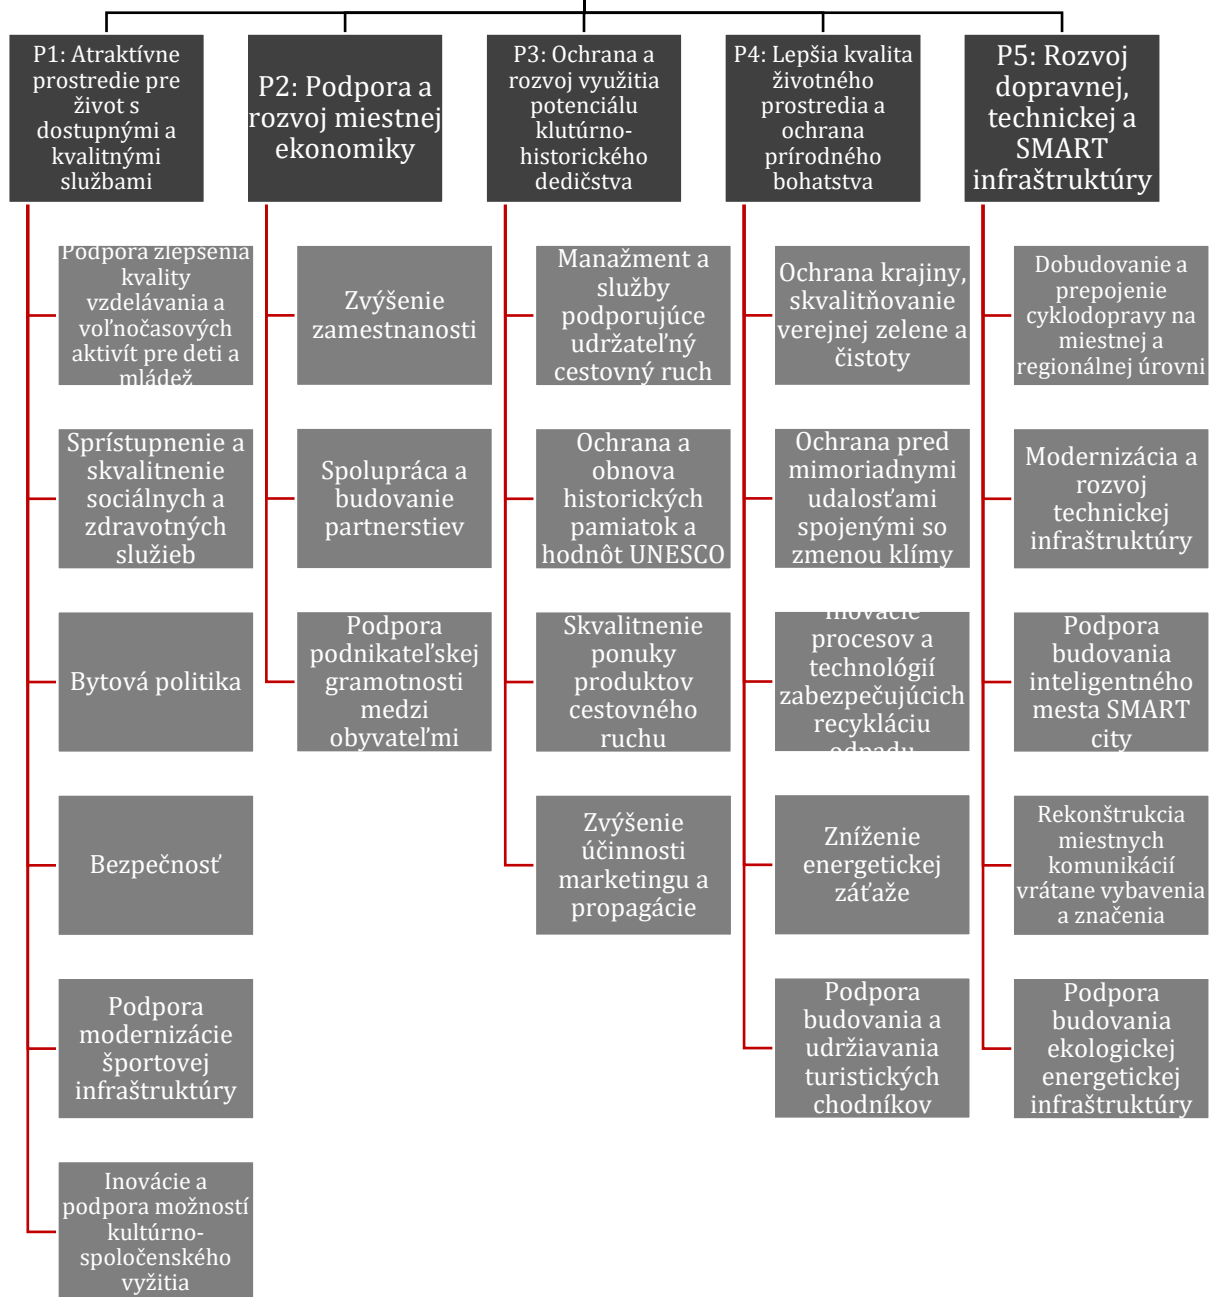 P1: Atraktívne
prostredie pre
život s
dostupnými a
kvalitnými
službami
P2: Podpora a
rozvoj miestnej
ekonomiky
P3: Ochrana a
rozvoj využitia
potenciálu
klutúrno-
historického
dedičstva
P4: Lepšia kvalita
životného
prostredia a
ochrana
prírodného
bohatstva
P5: Rozvoj
dopravnej,
technickej a
SMART
infraštruktúry
Podpora zlepšenia
kvality
vzdelávania a
voľnočasových
aktivít pre deti a
mládež
Sprístupnenie a
skvalitnenie
sociálnych a
zdravotných
služieb
Bytová politika
Bezpečnosť
Podpora
modernizácie
športovej
infraštruktúry
Inovácie a
podpora možností
kultúrno-
spoločenského
vyžitia
Zvýšenie
zamestnanosti
Spolupráca a
budovanie
partnerstiev
Podpora
podnikateľskej
gramotnosti
medzi
obyvateľmi
Manažment a
služby
podporujúce
udržateľný
cestovný ruch
Ochrana a
obnova
historických
pamiatok a
hodnôt UNESCO
Skvalitnenie
ponuky
produktov
cestovného
ruchu
Zvýšenie
účinnosti
marketingu a
propagácie
Ochrana krajiny,
skvalitňovanie
verejnej zelene a
čistoty
Ochrana pred
mimoriadnymi
udalosťami
spojenými so
zmenou klímy
Inovácie
procesov a
technológií
zabezpečujúcich
recykláciu
odpadu
Zníženie
energetickej
záťaže
Podpora
budovania a
udržiavania
turistických
chodníkov
Dobudovanie a
prepojenie
cyklodopravy na
miestnej a
regionálnej úrovni
Modernizácia a
rozvoj
technickej
infraštruktúry
Podpora
budovania
inteligentného
mesta SMART
city
Rekonštrukcia
miestnych
komunikácií
vrátane vybavenia
a značenia
Podpora
budovania
ekologickej
energetickej
infraštruktúry